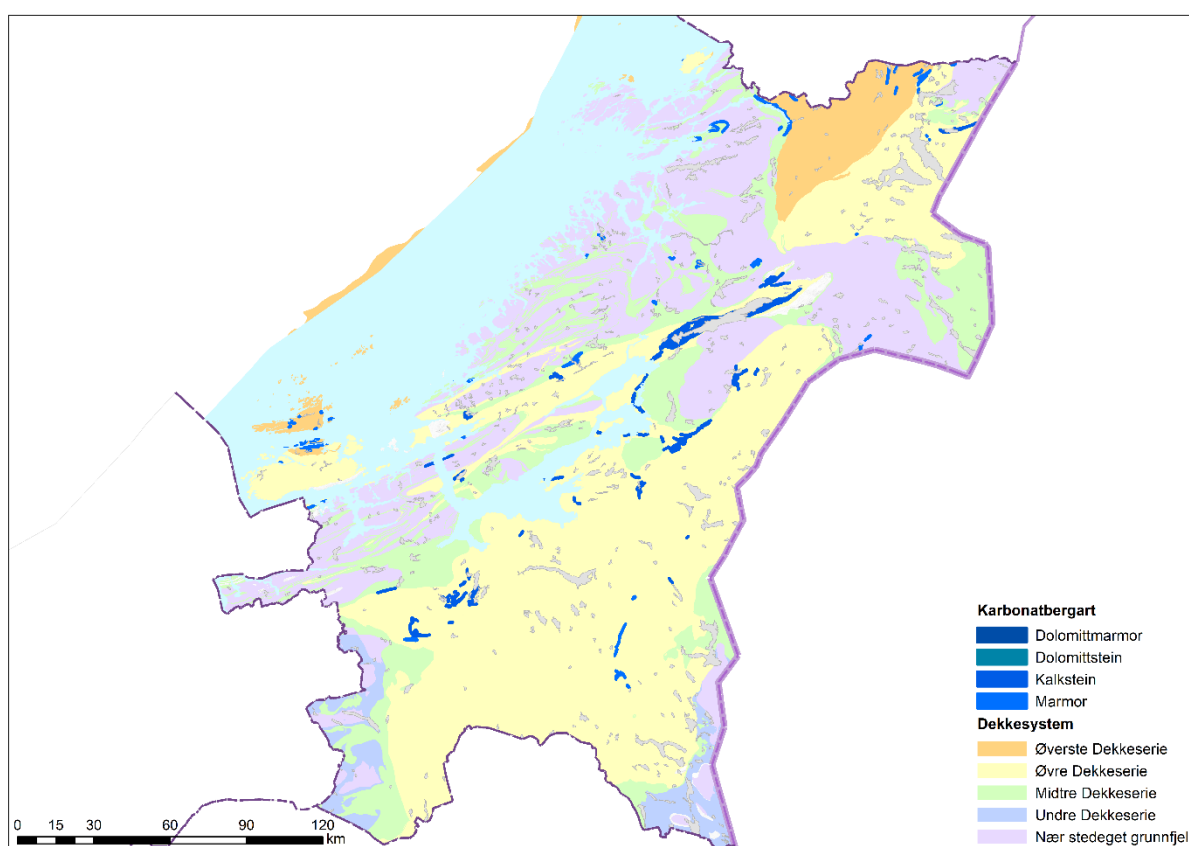 Karbonatbergart
Dolomittmarmor
Dolomittstein
Kalkstein
Marmor
Dekkesystem
Øverste Dekkeserie
Øvre Dekkeserie
Midtre Dekkeserie
Undre Dekkeserie
Nær stedeget grunnfjel
0 15 30 60 90 120
km